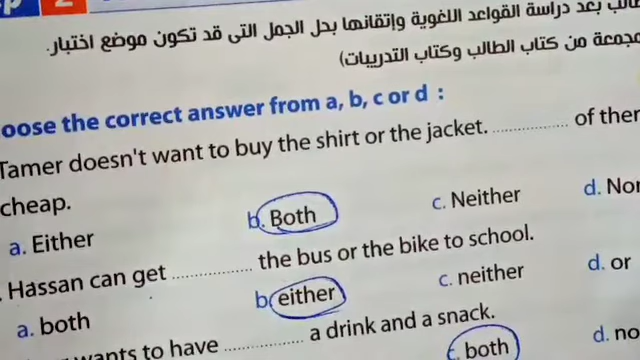 بعد دراسة القواعد اللغوية وإتقانها بحل الجمل التى قد تكون موضع اختبار.
من كتاب الطالب وكتاب التدريبات)
oose the correct answer from a, b, c or d :
Tamer doesn't want to buy the shirt or the jacket. .................. of ther
cheap.
a. Either b. Both c. Neither d. Nor
Hassan can get .................. the bus or the bike to school.
a. both b. either c. neither d. or
wants to have .................. a drink and a snack.
c. both d. no